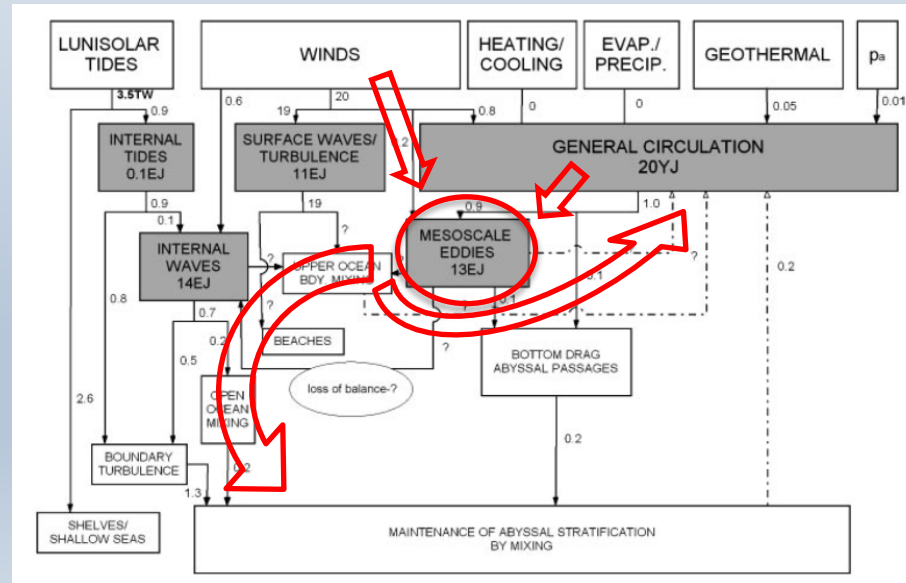 LUNISOLAR
TIDES
WINDS
HEATING/
COOLING
EVAP./
PRECIP.
GEOTHERMAL
pa
3.5TW
0.9
0.6
19
20
0.8
0
0
0.05
0.01
INTERNAL
TIDES
0.1EJ
SURFACE WAVES/
TURBULENCE
11EJ
GENERAL CIRCULATION
20YJ
0.9
0.1
19
?
0.9
1.0
INTERNAL
WAVES
14EJ
?
UPPER OCEAN
BDY. MIXING
MESOSCALE
EDDIES
13EJ
?
0.2
0.8
0.7
0.2
?
?
0.1
0.1
0.5
BEACHES
?
BOTTOM DRAG
ABYSSAL PASSAGES
loss of balance-?
2.6
OPEN
OCEAN
MIXING
BOUNDARY
TURBULENCE
0.2
0.2
1.3
SHELVES/
SHALLOW SEAS
MAINTENANCE OF ABYSSAL STRATIFICATION
BY MIXING